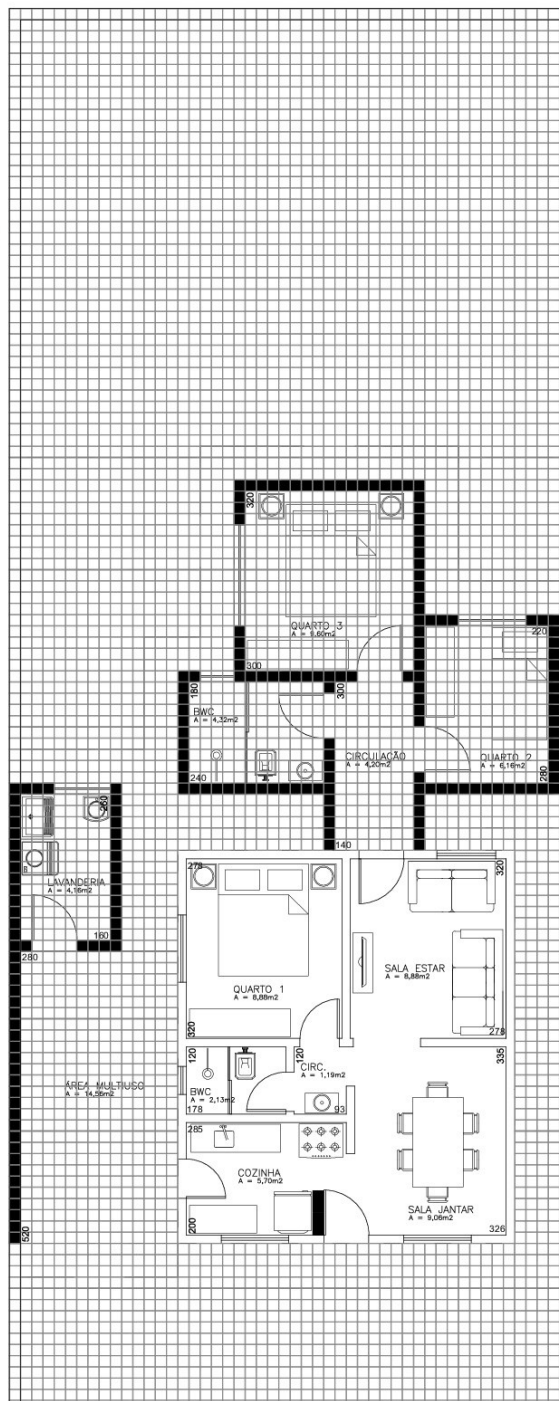 320
QUARTO 3
A = 9,60m2
300
220
180
BWC
A = 4,32m2
240
300
CIRCULAÇÃO
A = 4,20m2
140
QUARTO 2
A = 6,16m2
280
260
8
LAVANDERIA
A = 4,16m2
160
280
278
QUARTO 1
A = 8,88m2
320
320
SALA ESTAR
A = 8,88m2
278
120
BWC
A = 2,13m2
178
120
CIRC.
A = 1,19m2
93
335
ÁREA MULTIUSO
A = 14,56m2
285
COZINHA
A = 5,70m2
200
SALA JANTAR
A = 9,06m2
326
520